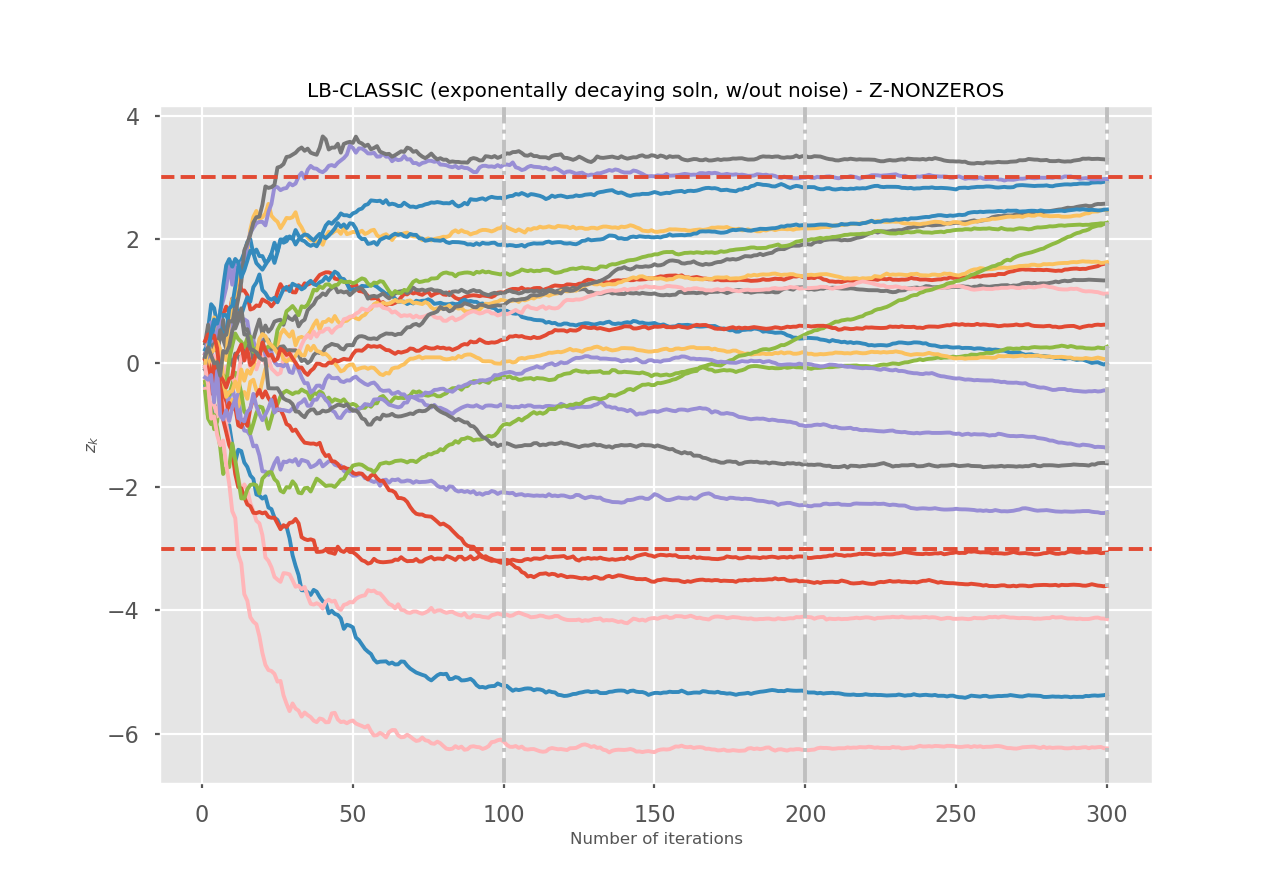 LB-CLASSIC (exponentially decaying soln, w/out noise) - Z-NONZEROS
4
2
0
−2
−4
−6
z_k
0 50 100 150 200 250 300
Number of iterations